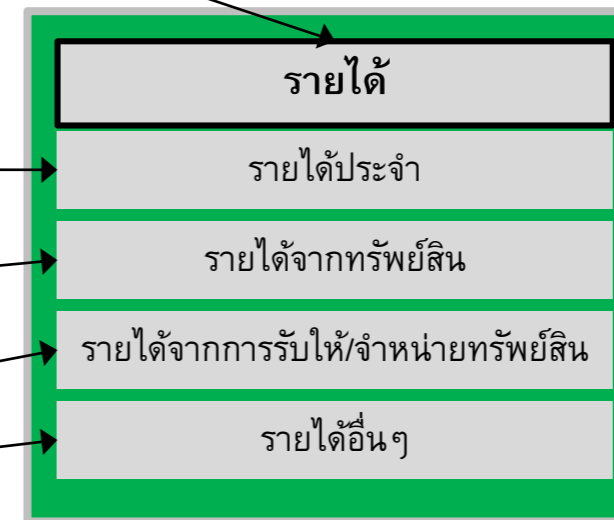 รายได้
รายได้ประจำ
รายได้จากทรัพย์สิน
รายได้จากการรับให้/จำหน่ายทรัพย์สิน
รายได้อื่นๆ